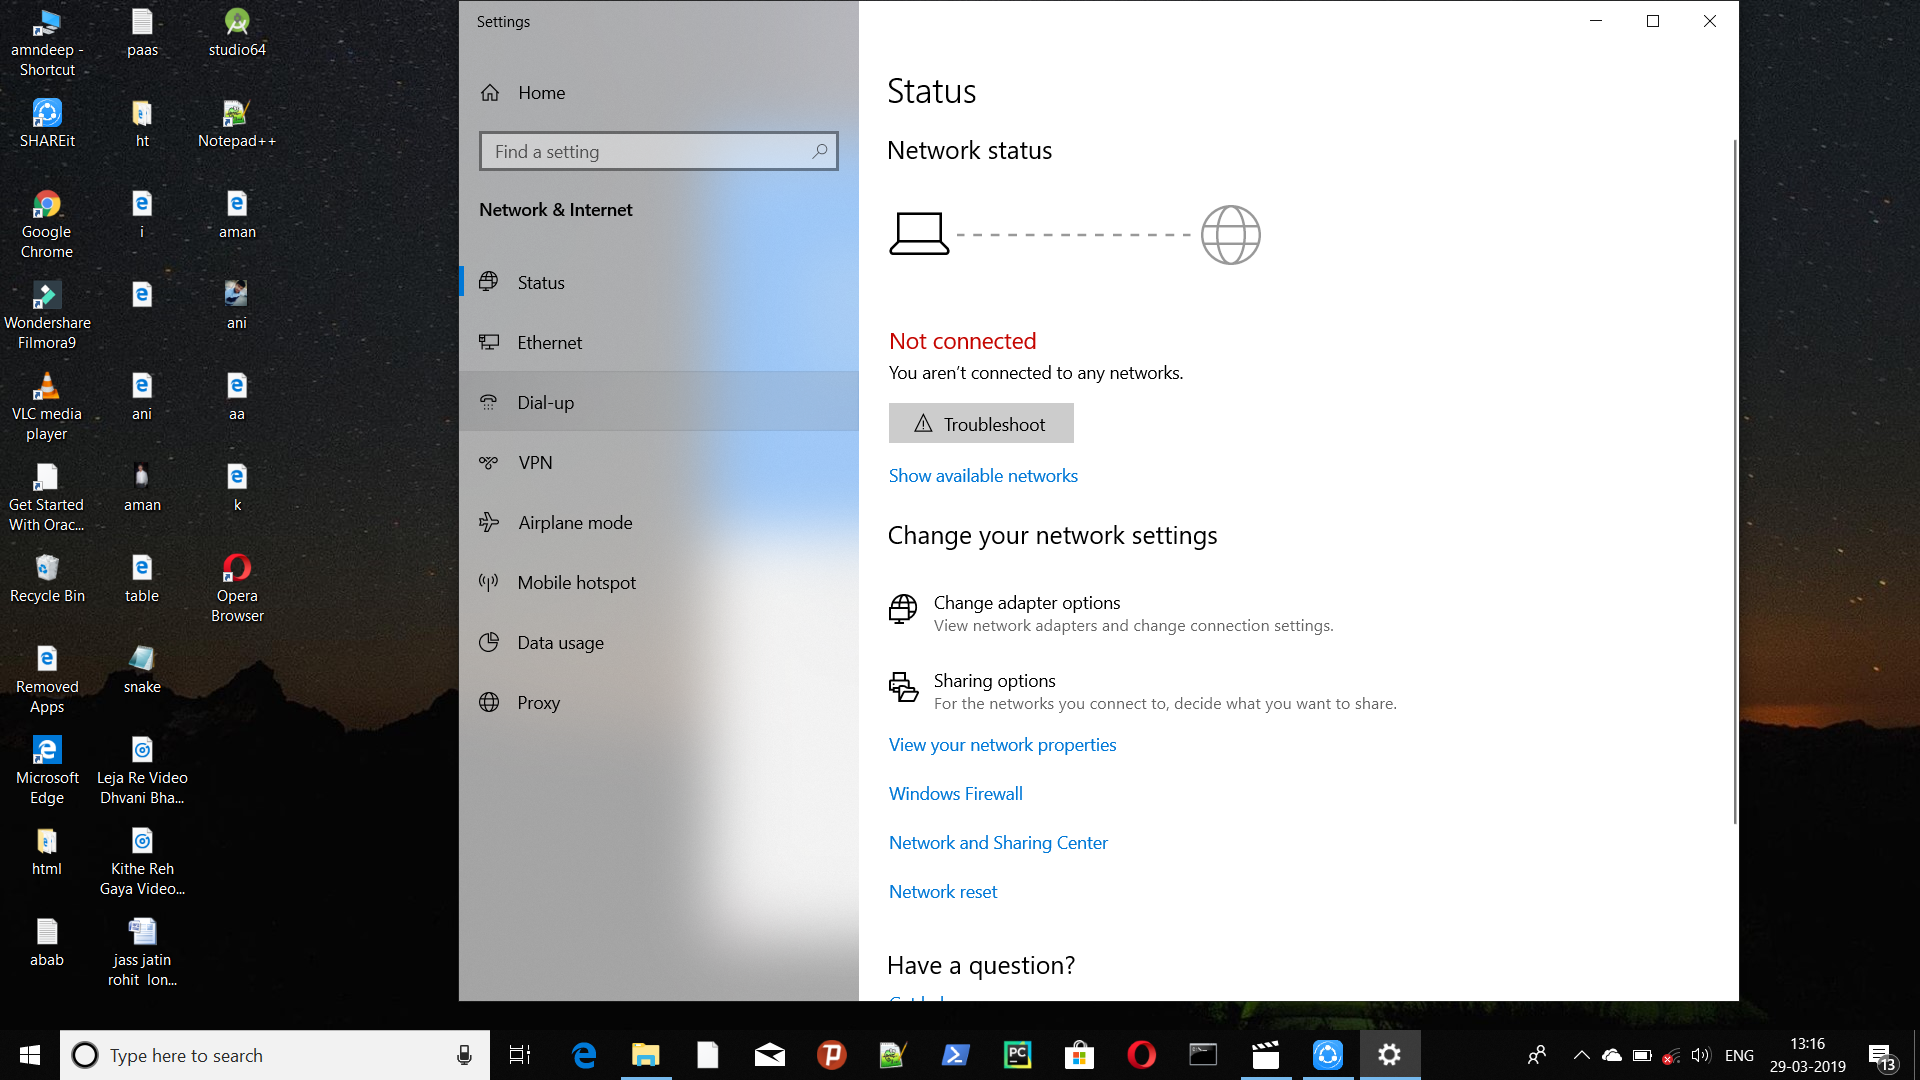 amndeep -
Shortcut
paas
studio64
SHAREit
ht
Notepad++
Google
Chrome
i
aman
Wondershare
Filmora9
ani
VLC media
player
ani
aa
Get Started
With Orac...
aman
k
Recycle Bin
table
Opera
Browser
Removed
Apps
snake
Microsoft
Edge
Leja Re Video
Dhvani Bha...
html
Kithe Reh
Gaya Video...
abab
jass jatin
rohit lon...
Settings
Home
Find a setting
Network & Internet
Status
Ethernet
Dial-up
VPN
Airplane mode
Mobile hotspot
Data usage
Proxy
Status
Network status
Not connected
You aren't connected to any networks.
Troubleshoot
Show available networks
Change your network settings
Change adapter options
View network adapters and change connection settings.
Sharing options
For the networks you connect to, decide what you want to share.
View your network properties
Windows Firewall
Network and Sharing Center
Network reset
Have a question?
Type here to search
PC
ENG
13:16
29-03-2019
13